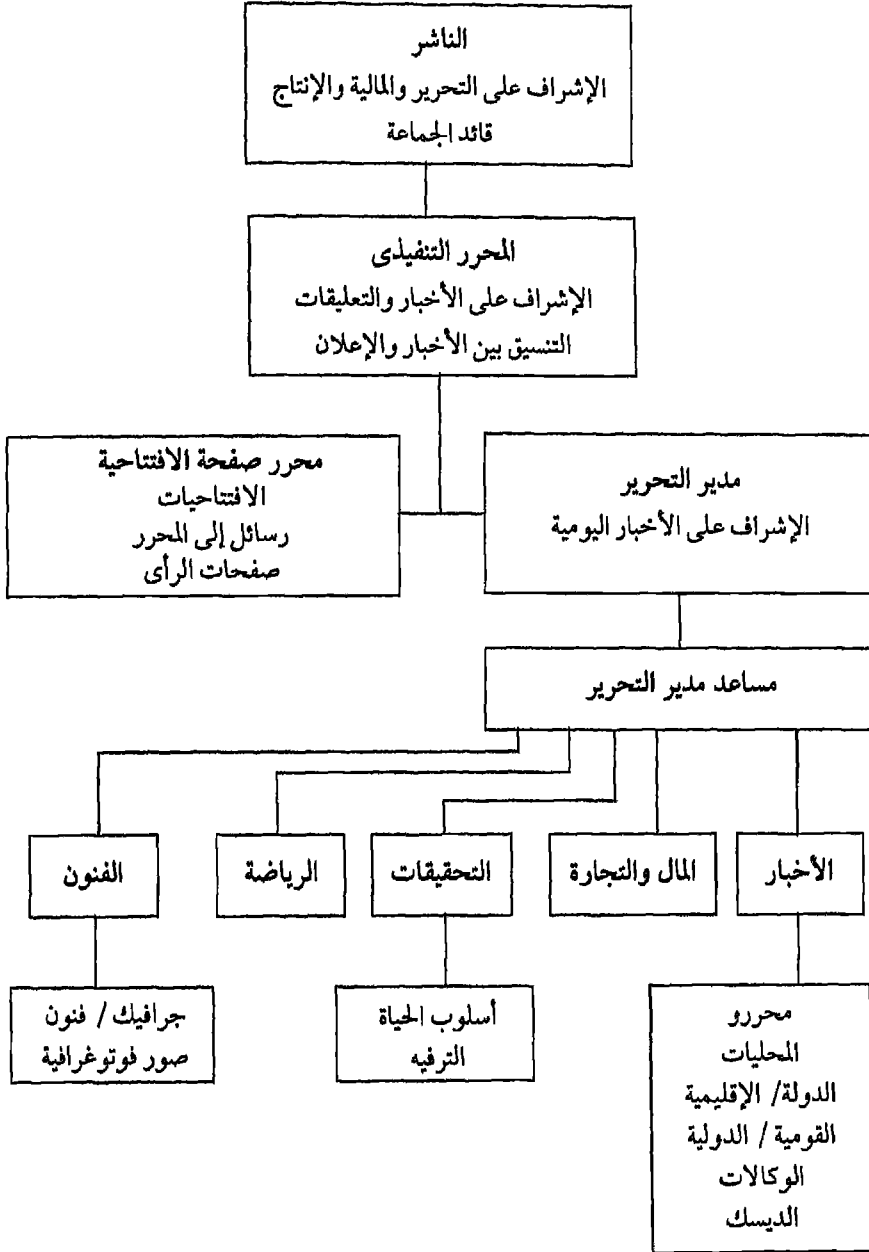 الناشر
الإشراف على التحرير والمالية والإنتاج
قائد الجماعة
المحرر التنفيذى
الإشراف على الأخبار والتعليقات
التنسيق بين الأخبار والإعلان
مدير التحرير
الإشراف على الأخبار اليومية
محرر صفحة الافتتاحية
الافتتاحيات
رسائل إلى المحرر
صفحات الرأى
مساعد مدير التحرير
الأخبار
المال والتجارة
التحقيقات
الرياضة
الفنون
محررو
المحليات
الدولة/ الإقليمية
القومية / الدولية
الوكالات
الديسك
أسلوب الحياة
الترفيه
جرافيك / فنون
صور فوتوغرافية